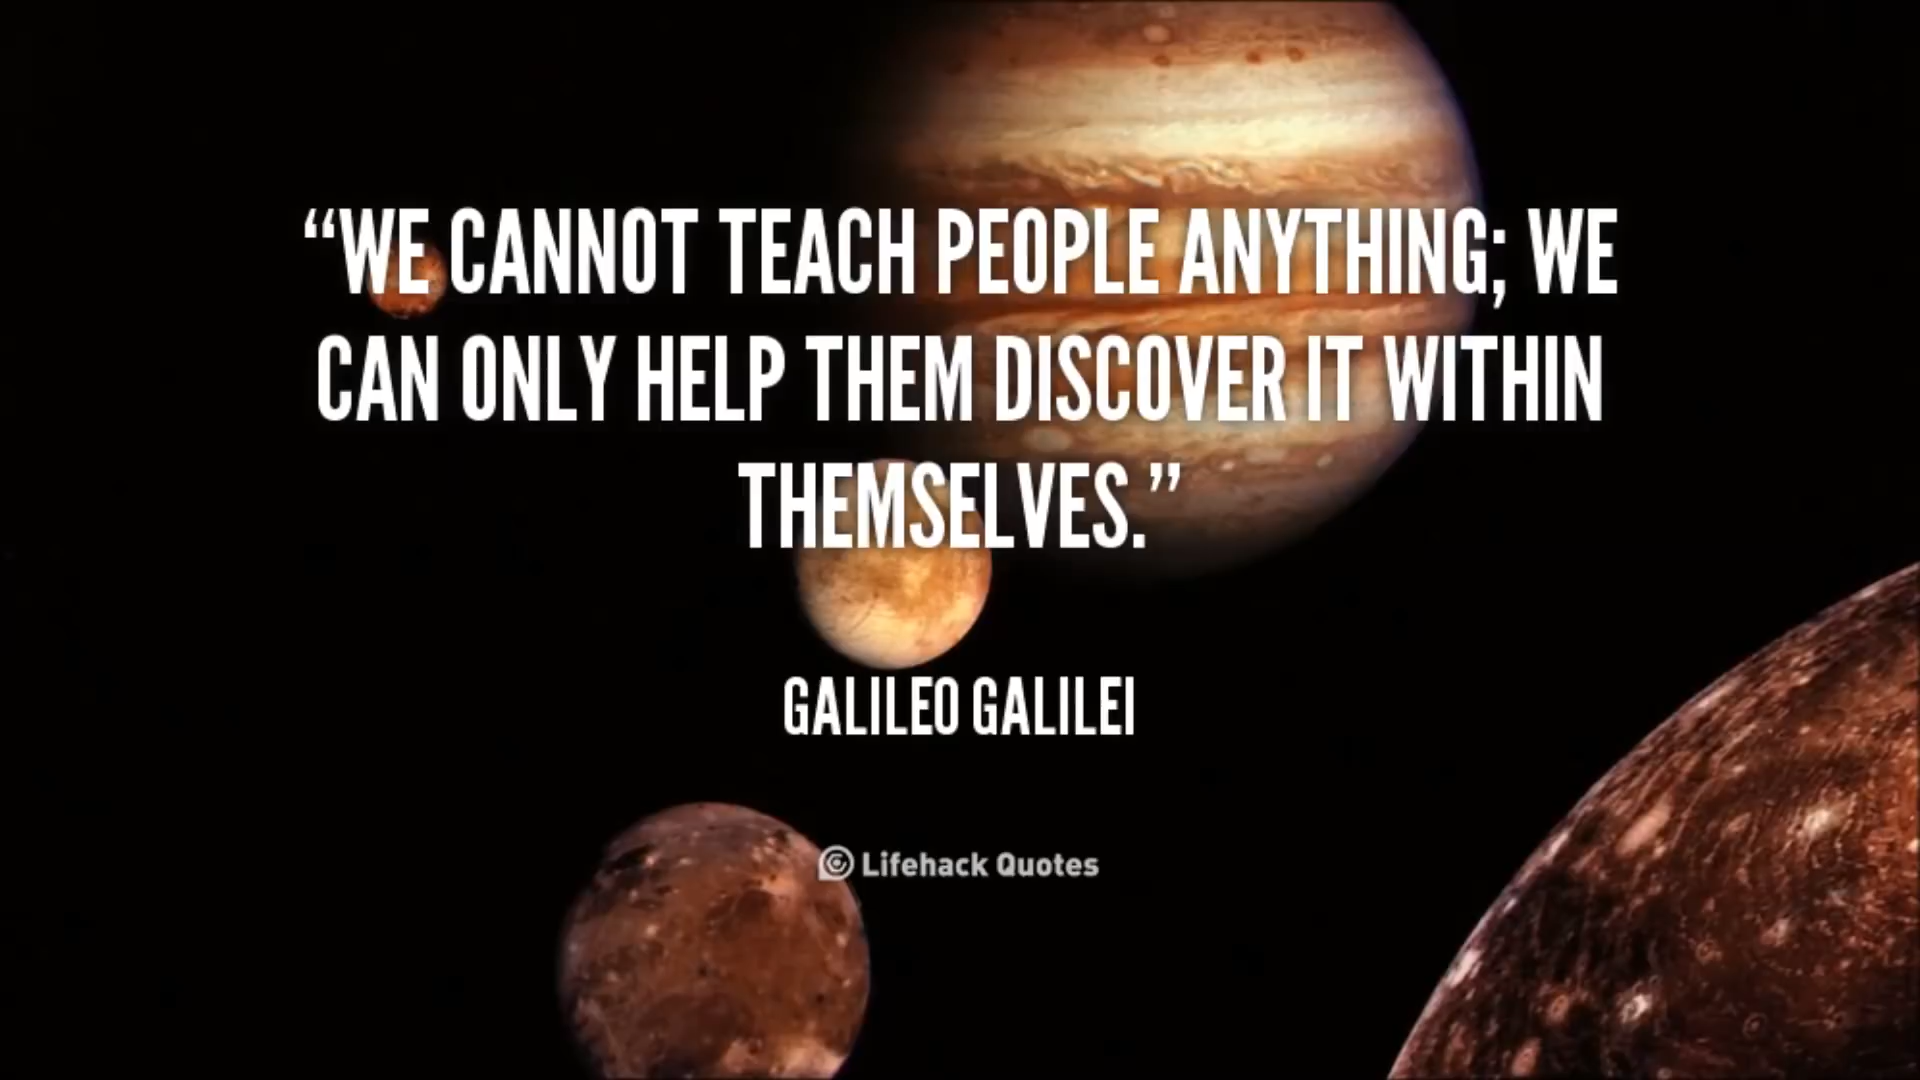 “WE CANNOT TEACH PEOPLE ANYTHING; WE
CAN ONLY HELP THEM DISCOVER IT WITHIN
THEMSELVES.”
GALILEO GALILEI
Lifehack Quotes